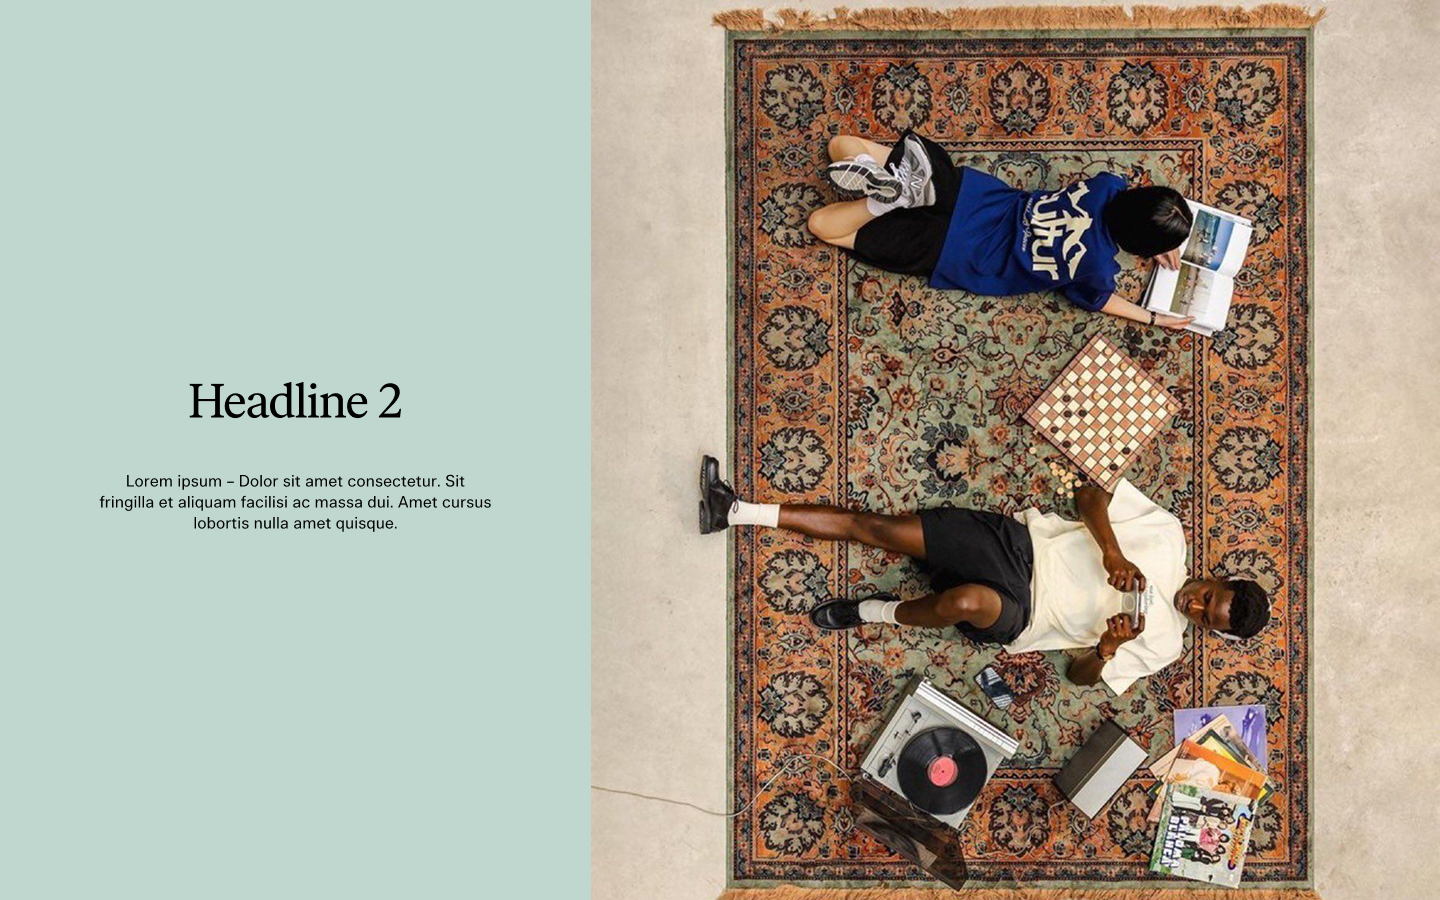 Headline 2
Lorem ipsum – Dolor sit amet consectetur. Sit
fringilla et aliquam facilisi ac massa dui. Amet cursus
lobortis nulla amet quisque.
Kultur
N